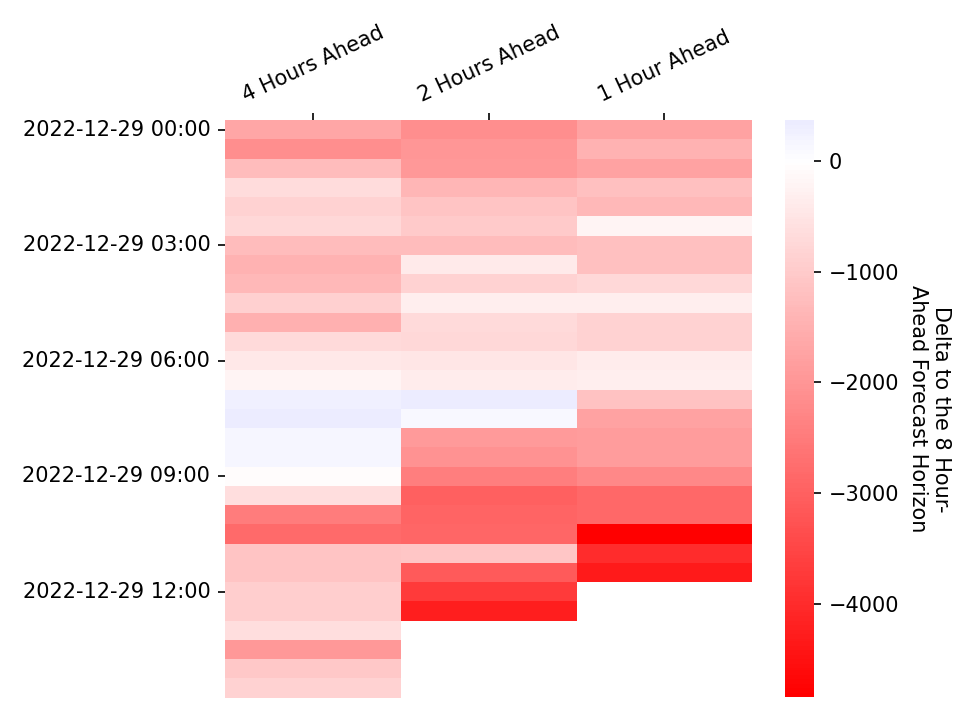 4 Hours Ahead
2 Hours Ahead
1 Hour Ahead
2022-12-29 00:00
2022-12-29 03:00
2022-12-29 06:00
2022-12-29 09:00
2022-12-29 12:00
0
−1000
−2000
−3000
−4000
Delta to the 8 Hour-
Ahead Forecast Horizon